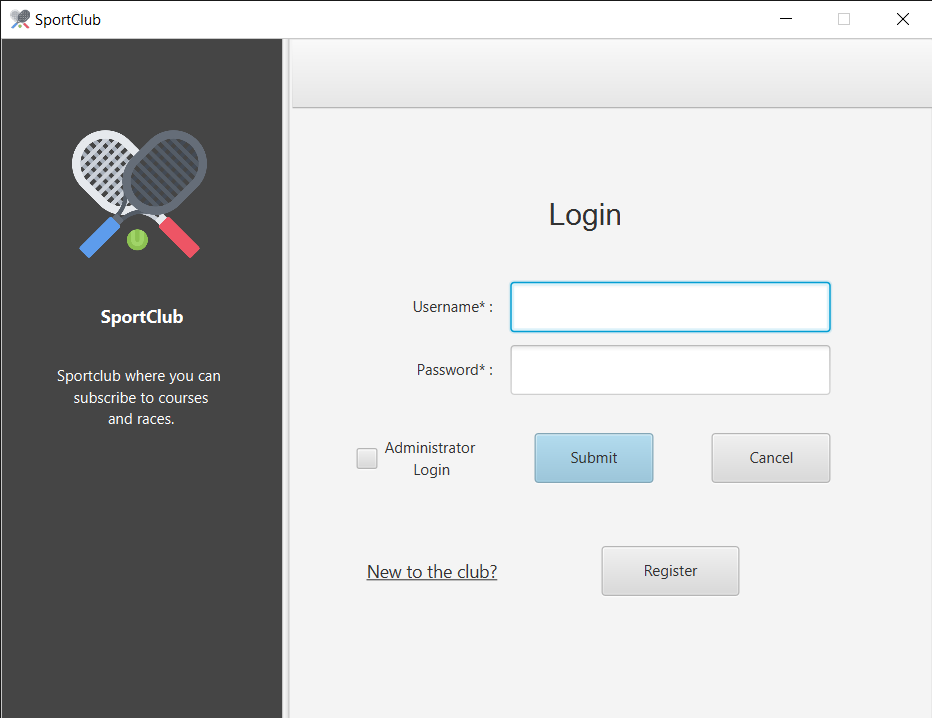 SportClub
SportClub
Sportclub where you can
subscribe to courses
and races.
Login
Username* :
Password* :
Administrator
Login
Submit
Cancel
New to the club?
Register